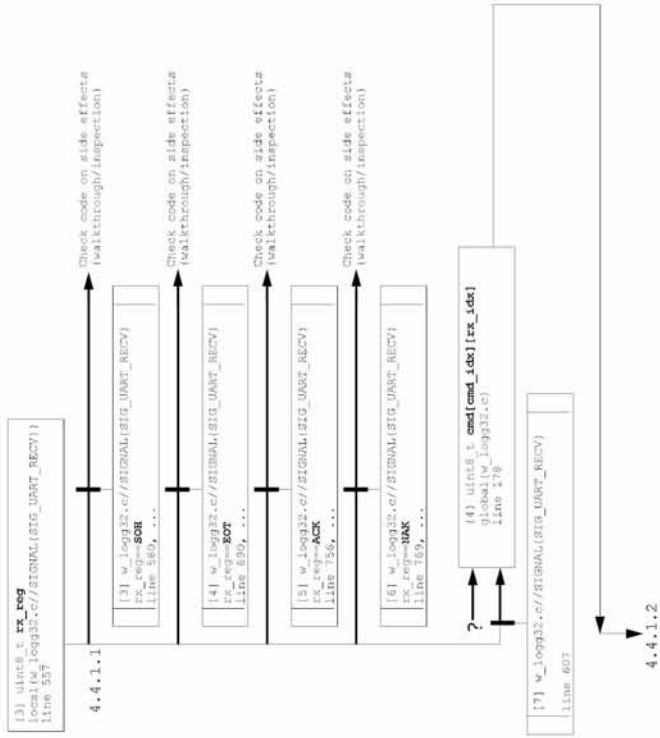 [3] uint8_t rx_reg
local(w_logg32.c//SIGNAL(SIG_UART_RECV))
line 557
4.4.1.1
Check code on side effects
(walkthrough/inspection)
[3] w_logg32.c//SIGNAL(SIG_UART_RECV)
rx_reg==SOH
line 560, ...
Check code on side effects
(walkthrough/inspection)
[4] w_logg32.c//SIGNAL(SIG_UART_RECV)
rx_reg==EOT
line 690, ...
Check code on side effects
(walkthrough/inspection)
[5] w_logg32.c//SIGNAL(SIG_UART_RECV)
rx_reg==ACK
line 756, ...
Check code on side effects
(walkthrough/inspection)
[6] w_logg32.c//SIGNAL(SIG_UART_RECV)
rx_reg==NAK
line 769, ...
?
[4] uint8_t cmd[cmd_idx][rx_idx]
global(w_logg32.c)
line 178
[7] w_logg32.c//SIGNAL(SIG_UART_RECV)
line 607
4.4.1.2